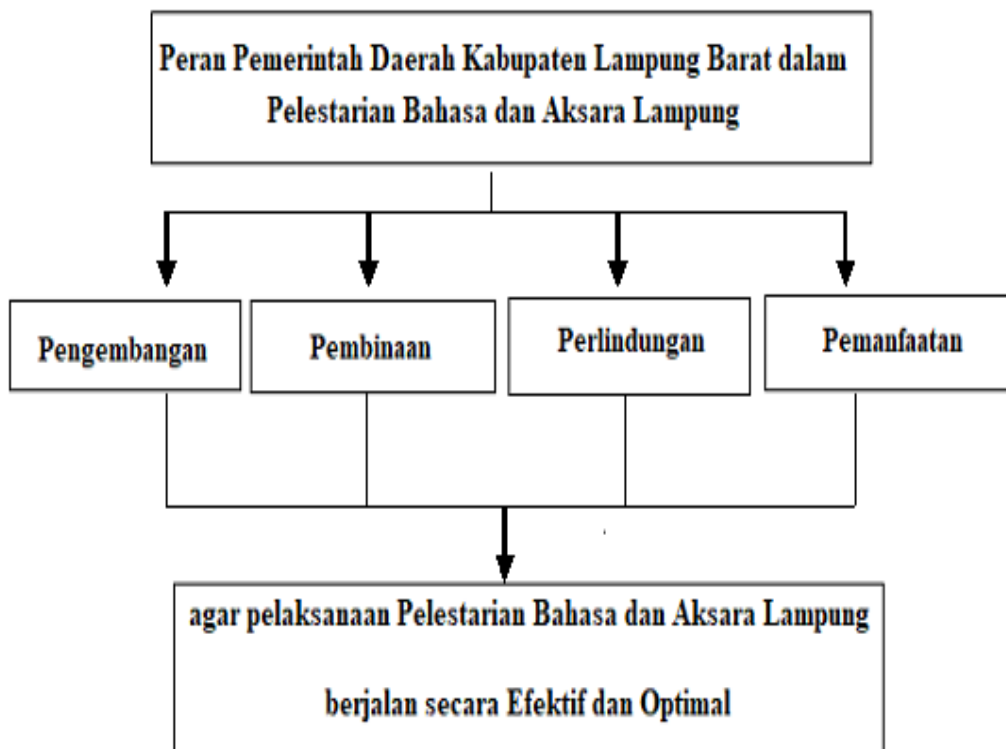 Peran Pemerintah Daerah Kabupaten Lampung Barat dalam
Pelestarian Bahasa dan Aksara Lampung
Pengembangan
Pembinaan
Perlindungan
Pemanfaatan
agar pelaksanaan Pelestarian Bahasa dan Aksara Lampung
berjalan secara Efektif dan Optimal